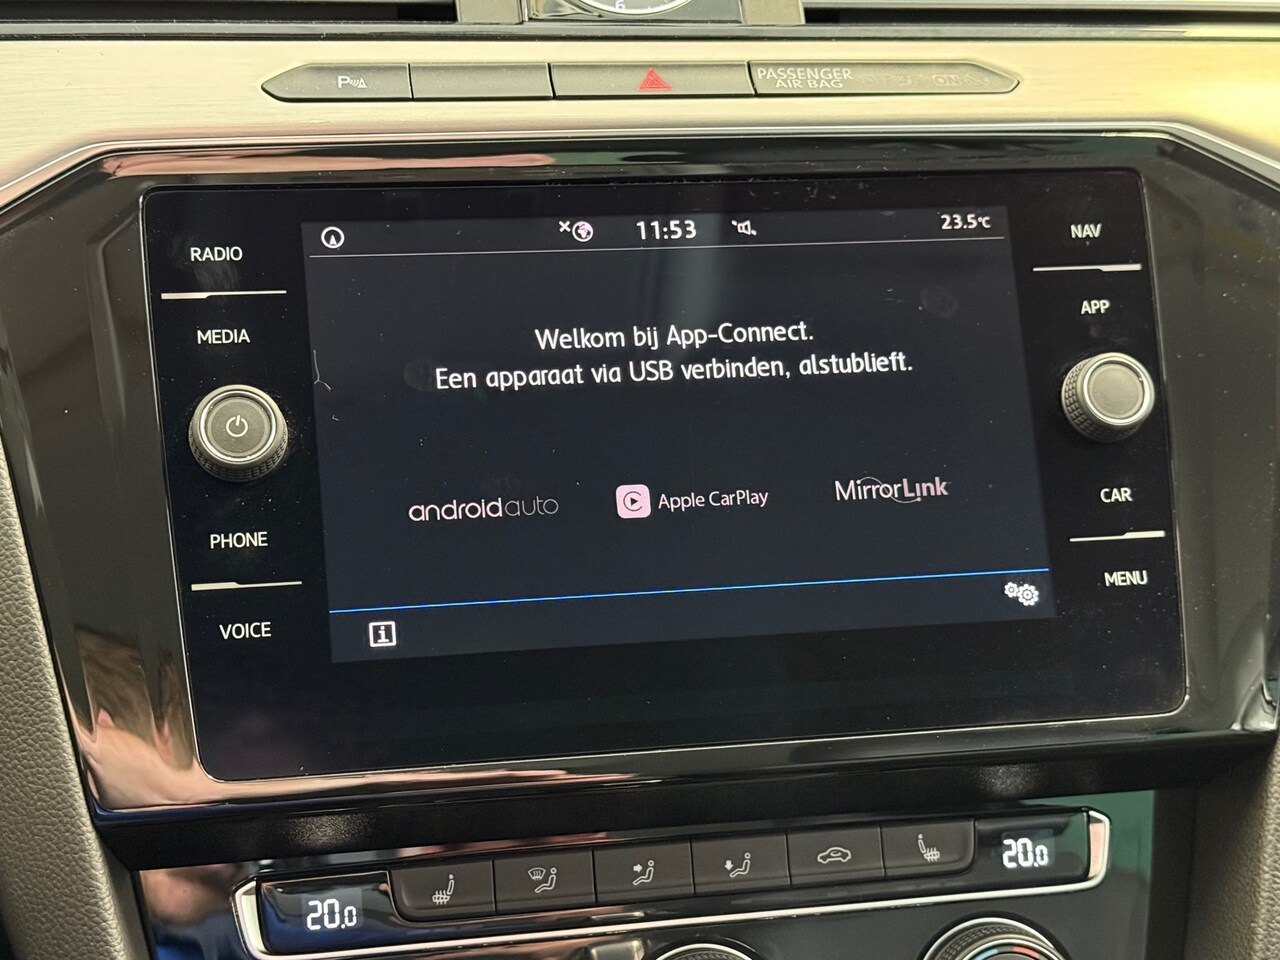 6
P
PASSENGER
AIR BAG
RADIO
MEDIA
PHONE
VOICE
11:53
23.5°C
Welkom bij App-Connect.
Een apparaat via USB verbinden, alstublieft.
androidauto
Apple CarPlay
MirrorLink
i
NAV
APP
CAR
MENU
20.0
20.0